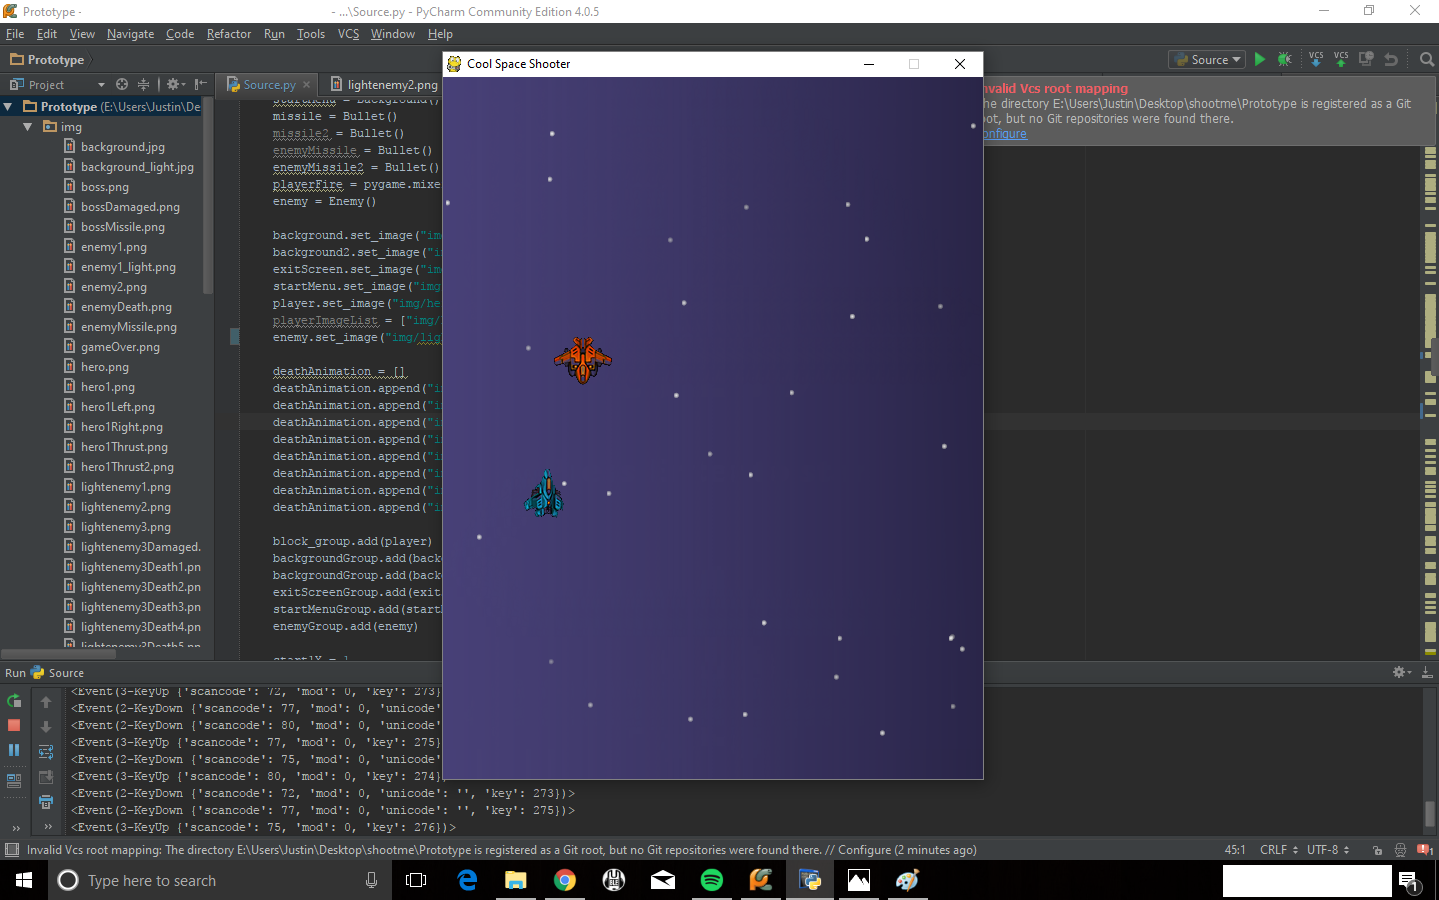 Prototype - - ...\Source.py - PyCharm Community Edition 4.0.5
File Edit View Navigate Code Refactor Run Tools VCS Window Help
Prototype
Source
VCS VCS
Project
Source.py
lightenemy2.png
Prototype (E:\Users\Justin\De
img
background.jpg
background_light.jpg
boss.png
bossDamaged.png
bossMissile.png
enemy1.png
enemy1_light.png
enemy2.png
enemyDeath.png
enemyMissile.png
gameOver.png
hero.png
hero1.png
hero1Left.png
hero1Right.png
hero1Thrust.png
hero1Thrust2.png
lightenemy1.png
lightenemy2.png
lightenemy3.png
lightenemy3Damaged.
lightenemy3Death1.pn
lightenemy3Death2.pn
lightenemy3Death3.pn
lightenemy3Death4.pn
lightenemy3Death5.pn
startMenu = Background()
missile = Bullet()
missile2 = Bullet()
enemyMissile = Bullet()
enemyMissile2 = Bullet()
playerFire = pygame.mixe
enemy = Enemy()
background.set_image("im
background2.set_image("i
exitScreen.set_image("im
startMenu.set_image("img
player.set_image("img/he
playerImageList = ["img/
enemy.set_image("img/lig
deathAnimation = []
deathAnimation.append("i
deathAnimation.append("i
deathAnimation.append("i
deathAnimation.append("i
deathAnimation.append("i
deathAnimation.append("i
deathAnimation.append("i
deathAnimation.append("i
block_group.add(player)
backgroundGroup.add(back
backgroundGroup.add(back
exitScreenGroup.add(exit
startMenuGroup.add(start
enemyGroup.add(enemy)
start1X = 1
Cool Space Shooter
nvalid Vcs root mapping
he directory E:\Users\Justin\Desktop\shootme\Prototype is registered as a Git
oot, but no Git repositories were found there.
onfigure
Run Source
<Event(3-KeyUp {'scancode': 72, 'mod': 0, 'key': 273}
<Event(2-KeyDown {'scancode': 77, 'mod': 0, 'unicode'
<Event(2-KeyDown {'scancode': 80, 'mod': 0, 'unicode'
<Event(3-KeyUp {'scancode': 77, 'mod': 0, 'key': 275}
<Event(2-KeyDown {'scancode': 75, 'mod': 0, 'unicode'
<Event(3-KeyUp {'scancode': 80, 'mod': 0, 'key': 274}
<Event(2-KeyDown {'scancode': 72, 'mod': 0, 'unicode': '', 'key': 273})>
<Event(2-KeyDown {'scancode': 77, 'mod': 0, 'unicode': '', 'key': 275})>
<Event(3-KeyUp {'scancode': 75, 'mod': 0, 'key': 276})>
Invalid Vcs root mapping: The directory E:\Users\Justin\Desktop\shootme\Prototype is registered as a Git root, but no Git repositories were found there. // Configure (2 minutes ago)
45:1 CRLF UTF-8 1
Type here to search
1